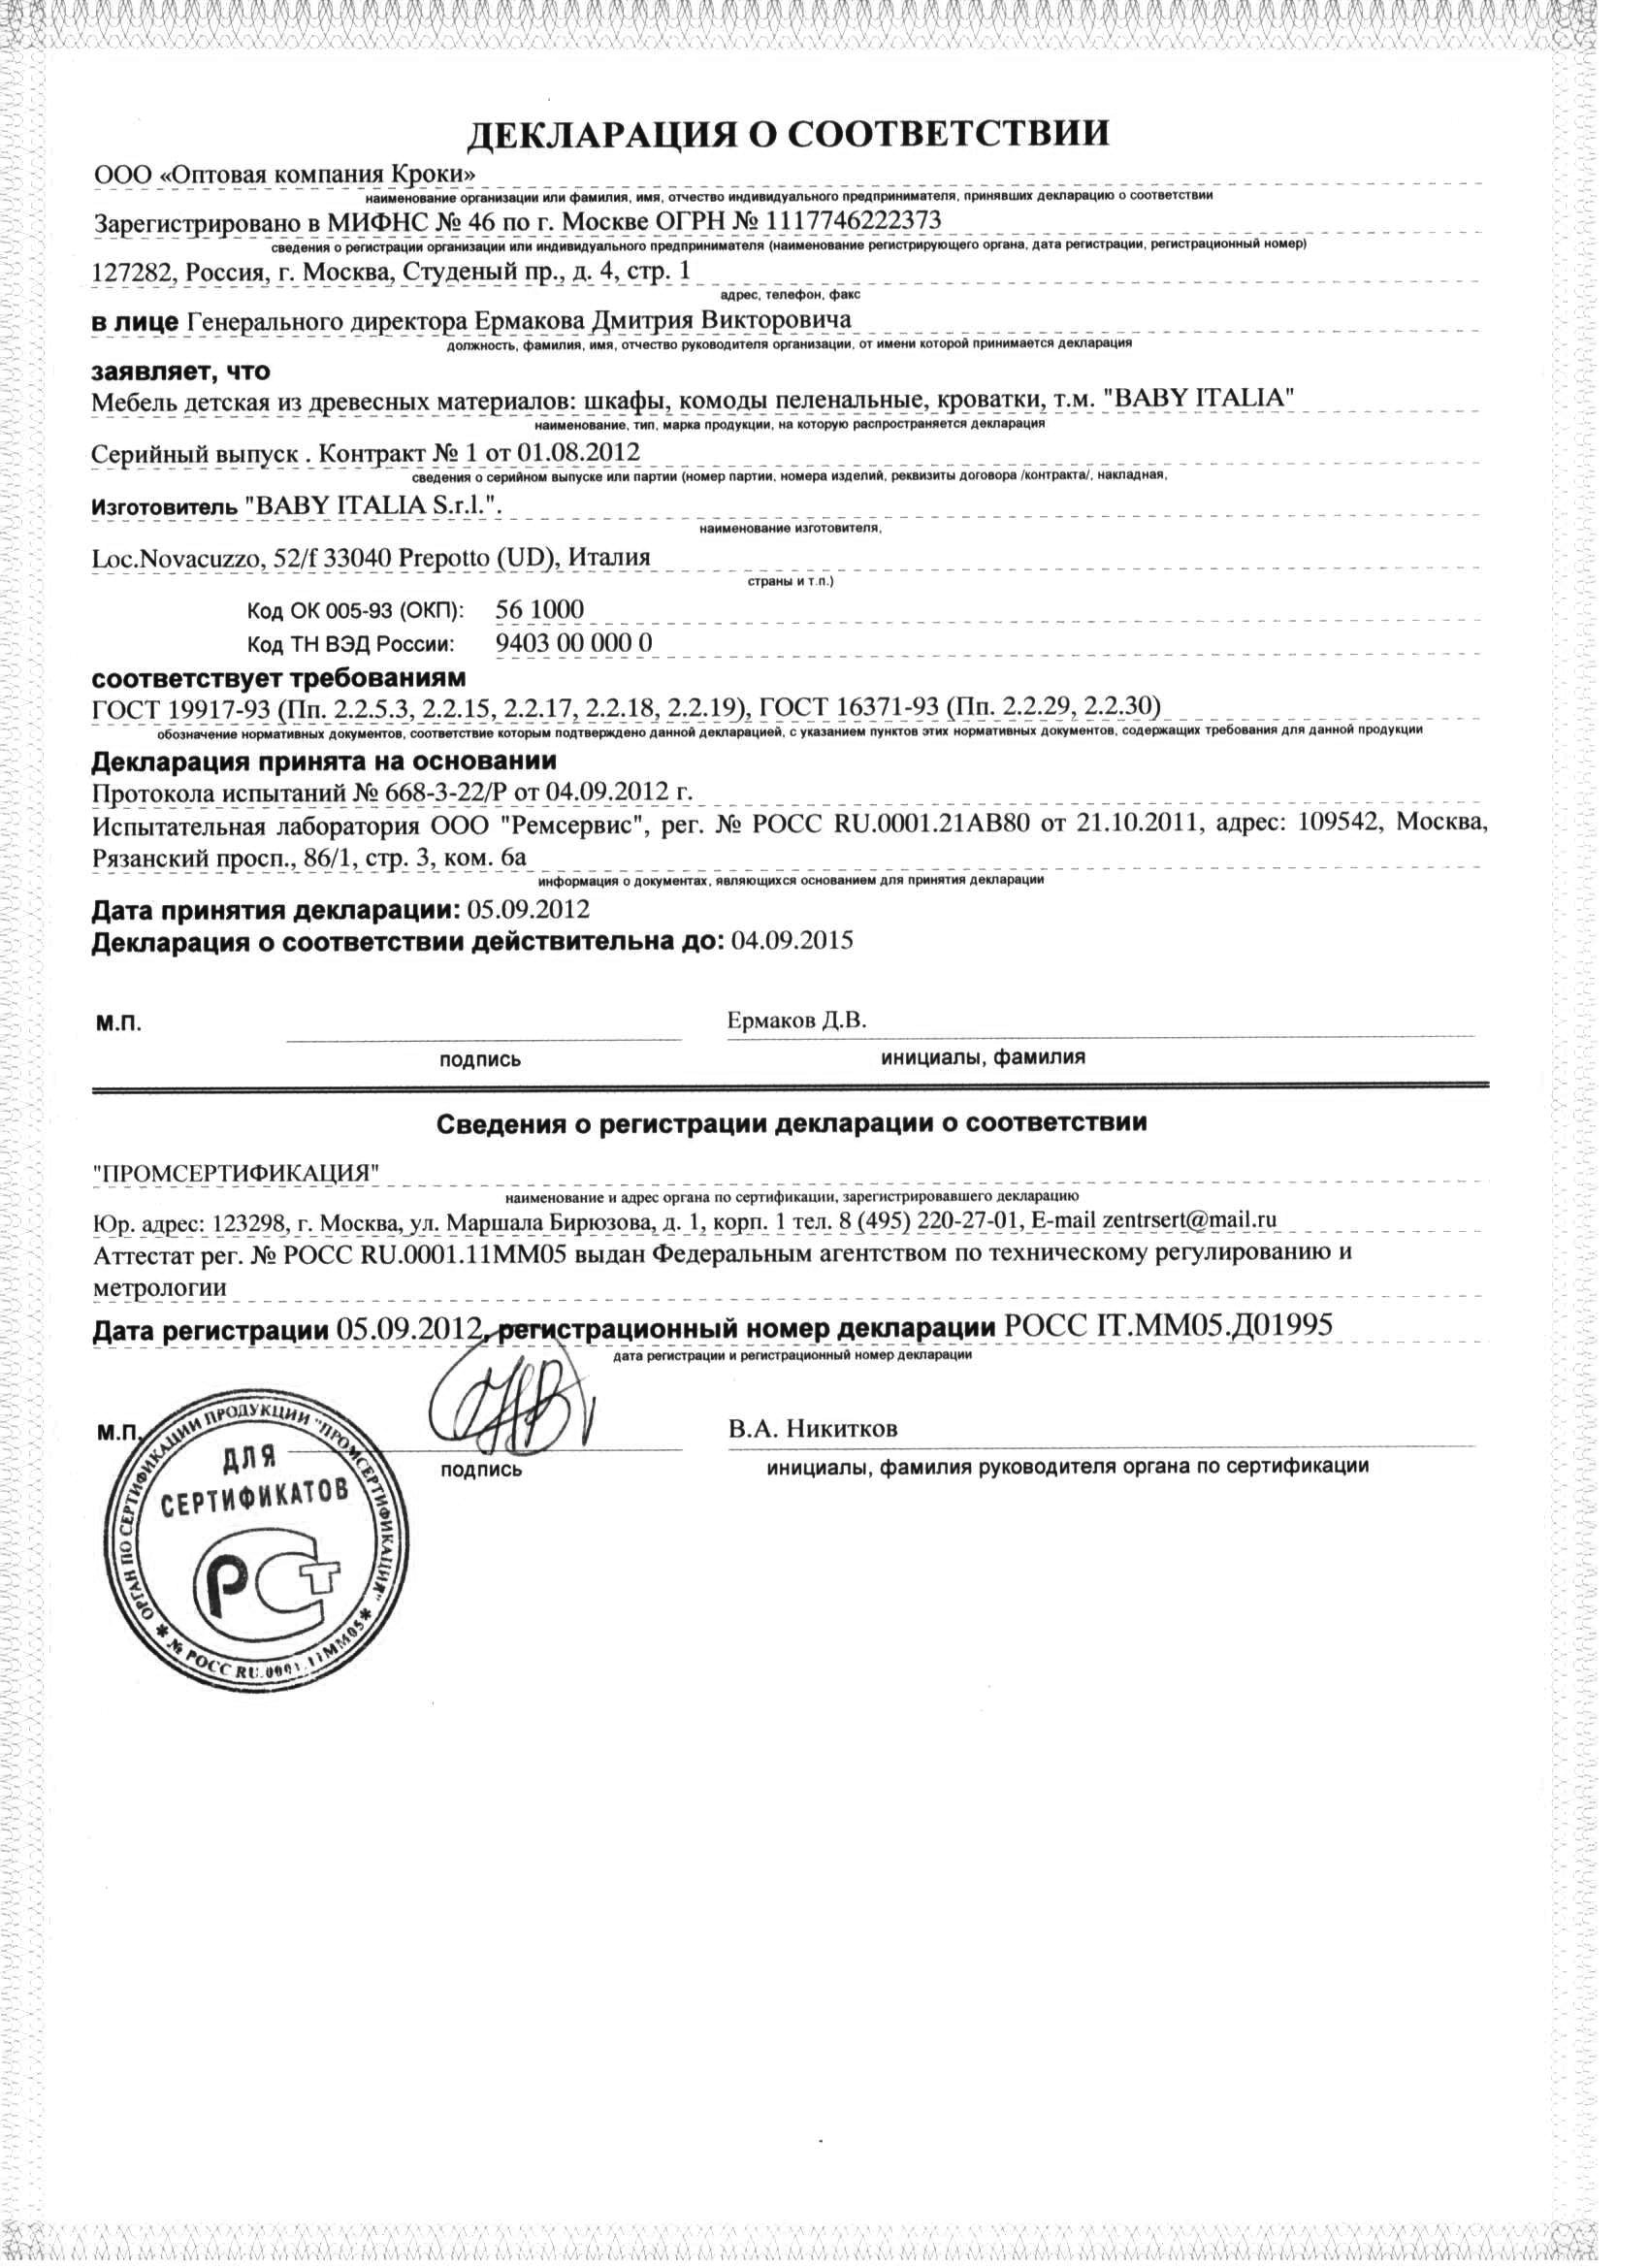 ДЕКЛАРАЦИЯ О СООТВЕТСТВИИ
ООО «Оптовая компания Кроки»
наименование организации или фамилия, имя, отчество индивидуального предпринимателя, принявших декларацию о соответствии
Зарегистрировано в МИФНС № 46 по г. Москве ОГРН № 1117746222373
сведения о регистрации организации или индивидуального предпринимателя (наименование регистрирующего органа, дата регистрации, регистрационный номер)
127282, Россия, г. Москва, Студеный пр., д. 4, стр. 1
адрес, телефон, факс
в лице Генерального директора Ермакова Дмитрия Викторовича
должность, фамилия, имя, отчество руководителя организации, от имени которой принимается декларация
заявляет, что
Мебель детская из древесных материалов: шкафы, комоды пеленальные, кроватки, т.м. "BABY ITALIA"
наименование, тип, марка продукции, на которую распространяется декларация
Серийный выпуск . Контракт № 1 от 01.08.2012
сведения о серийном выпуске или партии (номер партии, номера изделий, реквизиты договора /контракта/, накладная,
Изготовитель "BABY ITALIA S.r.l.".
наименование изготовителя,
Loc.Novacuzzo, 52/f 33040 Prepotto (UD), Италия
страны и т.п.)
Код ОК 005-93 (ОКП): 56 1000
Код ТН ВЭД России: 9403 00 000 0
соответствует требованиям
ГОСТ 19917-93 (Пп. 2.2.5.3, 2.2.15, 2.2.17, 2.2.18, 2.2.19), ГОСТ 16371-93 (Пп. 2.2.29, 2.2.30)
обозначение нормативных документов, соответствие которым подтверждено данной декларацией, с указанием пунктов этих нормативных документов, содержащих требования для данной продукции
Декларация принята на основании
Протокола испытаний № 668-3-22/Р от 04.09.2012 г.
Испытательная лаборатория ООО "Ремсервис", рег. № РОСС RU.0001.21АВ80 от 21.10.2011, адрес: 109542, Москва,
Рязанский просп., 86/1, стр. 3, ком. 6а
информация о документах, являющихся основанием для принятия декларации
Дата принятия декларации: 05.09.2012
Декларация о соответствии действительна до: 04.09.2015
М.П.
Ермаков Д.В.
подпись
инициалы, фамилия
Сведения о регистрации декларации о соответствии
"ПРОМСЕРТИФИКАЦИЯ"
наименование и адрес органа по сертификации, зарегистрировавшего декларацию
Юр. адрес: 123298, г. Москва, ул. Маршала Бирюзова, д. 1, корп. 1 тел. 8 (495) 220-27-01, E-mail zentrsert@mail.ru
Аттестат рег. № РОСС RU.0001.11ММ05 выдан Федеральным агентством по техническому регулированию и
метрологии
Дата регистрации 05.09.2012, регистрационный номер декларации РОСС IT.ММ05.Д01995
дата регистрации и регистрационный номер декларации
М.П.
В.А. Никитков
подпись
инициалы, фамилия руководителя органа по сертификации
ОРГАН ПО СЕРТИФИКАЦИИ ПРОДУКЦИИ "ПРОМСЕРТИФИКАЦИЯ"
ДЛЯ
СЕРТИФИКАТОВ
РСТ
* № РОСС RU.0001.11ММ05 *